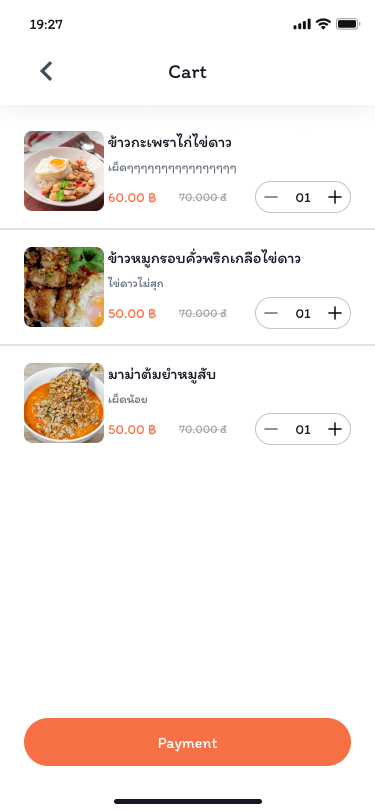 19:27
Cart
ข้าวกะเพราไก่ไข่ดาว
เผ็ดๆๆๆๆๆๆๆๆๆๆๆๆๆๆๆๆ
60.00 ฿ 70.000 đ
01
ข้าวหมูกรอบคั่วพริกเกลือไข่ดาว
ไข่ดาวไม่สุก
50.00 ฿ 70.000 đ
01
มาม่าต้มยำหมูสับ
เผ็ดน้อย
50.00 ฿ 70.000 đ
01
Payment